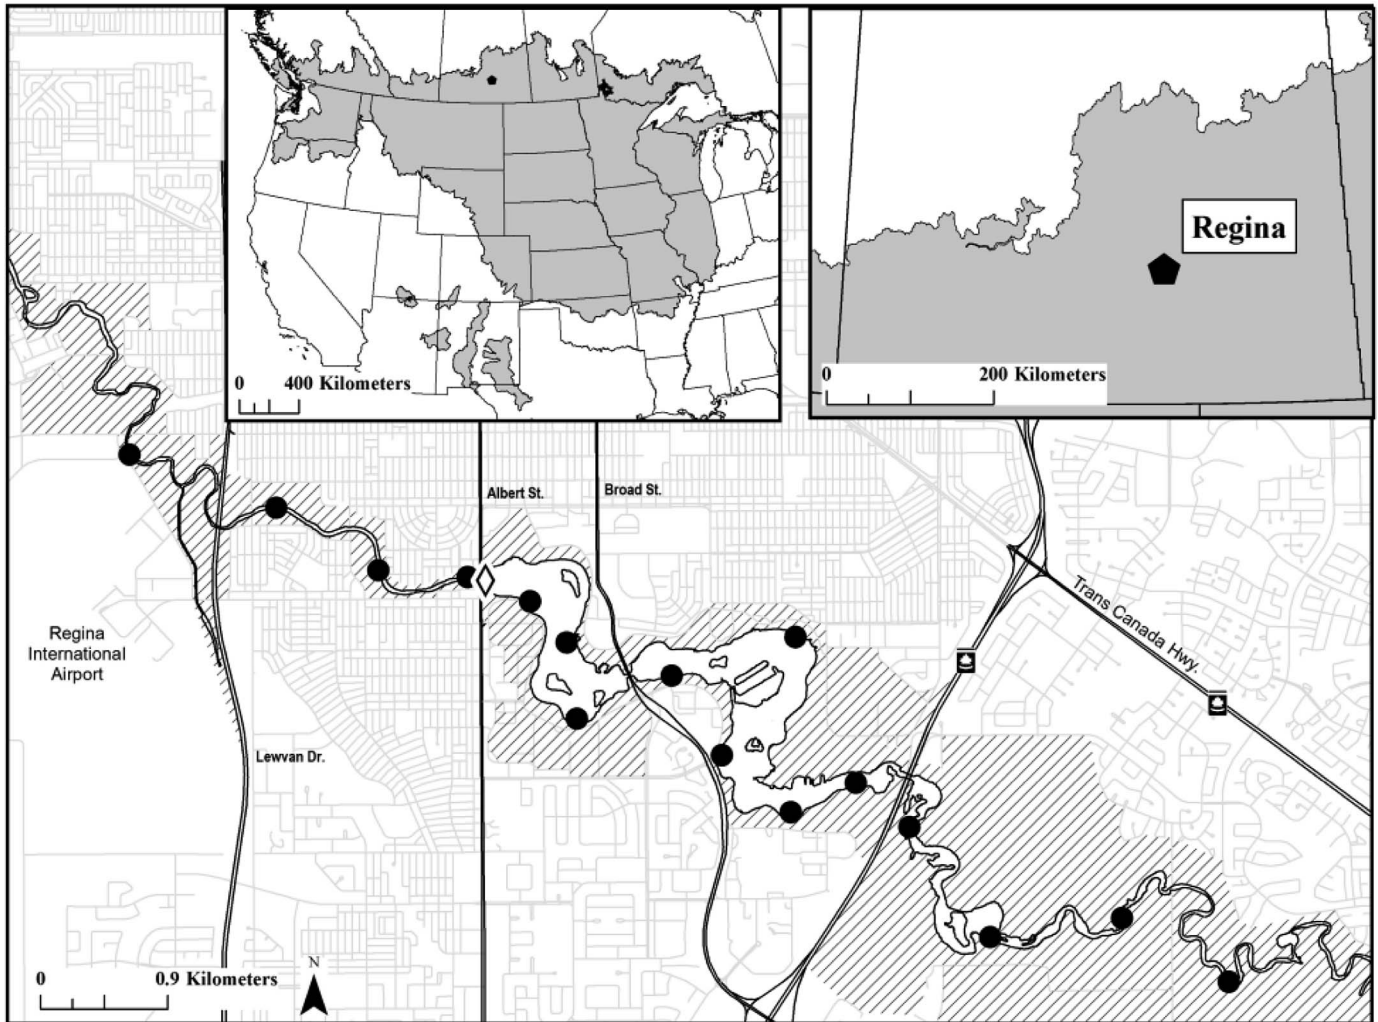 0 400 Kilometers
Regina
0 200 Kilometers
Albert St.
Broad St.
Trans Canada Hwy.
Regina
International
Airport
Lewvan Dr.
0 0.9 Kilometers
N